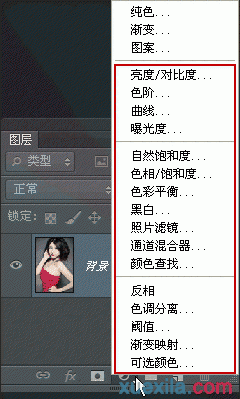 纯色...
渐变...
图案...
亮度/对比度...
色阶...
曲线...
曝光度...
自然饱和度...
色相/饱和度...
色彩平衡...
黑白...
照片滤镜...
通道混合器...
颜色查找...
反相
色调分离...
阈值...
渐变映射...
可选颜色...
图层
类型
正常
锁定:
背景
fx